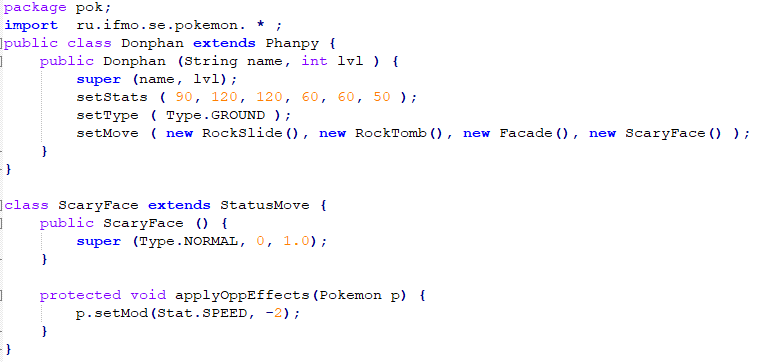 package pok;
import  ru.ifmo.se.pokemon. * ;
public class Donphan extends Phanpy {
    public Donphan (String name, int lvl ) {
        super (name, lvl);
        setStats ( 90, 120, 120, 60, 60, 50 );
        setType ( Type.GROUND );
        setMove ( new RockSlide(), new RockTomb(), new Facade(), new ScaryFace() );
    }
}
class ScaryFace extends StatusMove {
    public ScaryFace () {
        super (Type.NORMAL, 0, 1.0);
    }
    protected void applyOppEffects(Pokemon p) {
        p.setMod(Stat.SPEED, -2);
    }
}